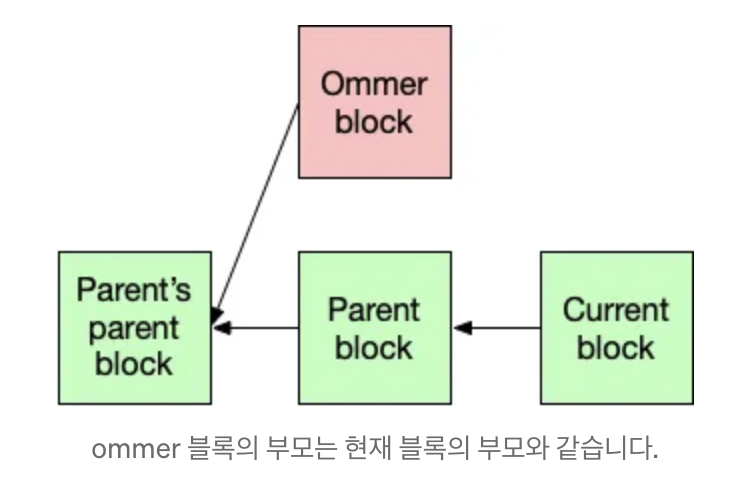 Ommer
block
Parent's
parent
block
Parent
block
Current
block
ommer 블록의 부모는 현재 블록의 부모와 같습니다.